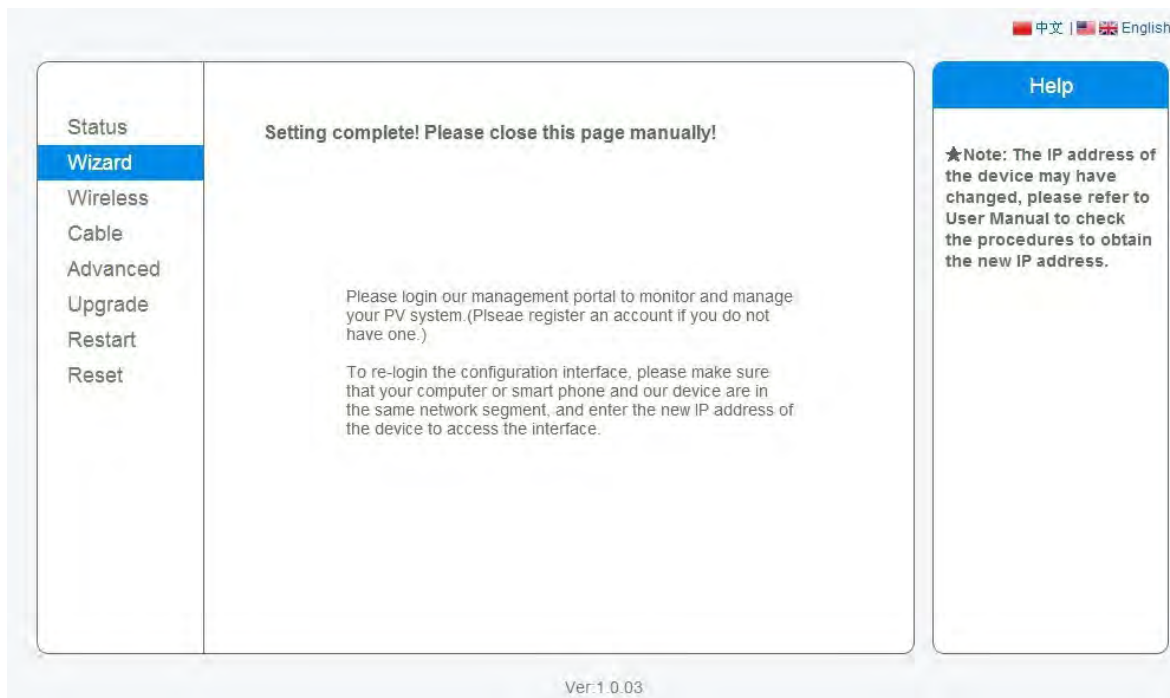 中文 | English
Status
Wizard
Wireless
Cable
Advanced
Upgrade
Restart
Reset
Setting complete! Please close this page manually!
Please login our management portal to monitor and manage
your PV system.(Plseae register an account if you do not
have one.)
To re-login the configuration interface, please make sure
that your computer or smart phone and our device are in
the same network segment, and enter the new IP address of
the device to access the interface.
Help
★Note: The IP address of
the device may have
changed, please refer to
User Manual to check
the procedures to obtain
the new IP address.
Ver:1.0.03